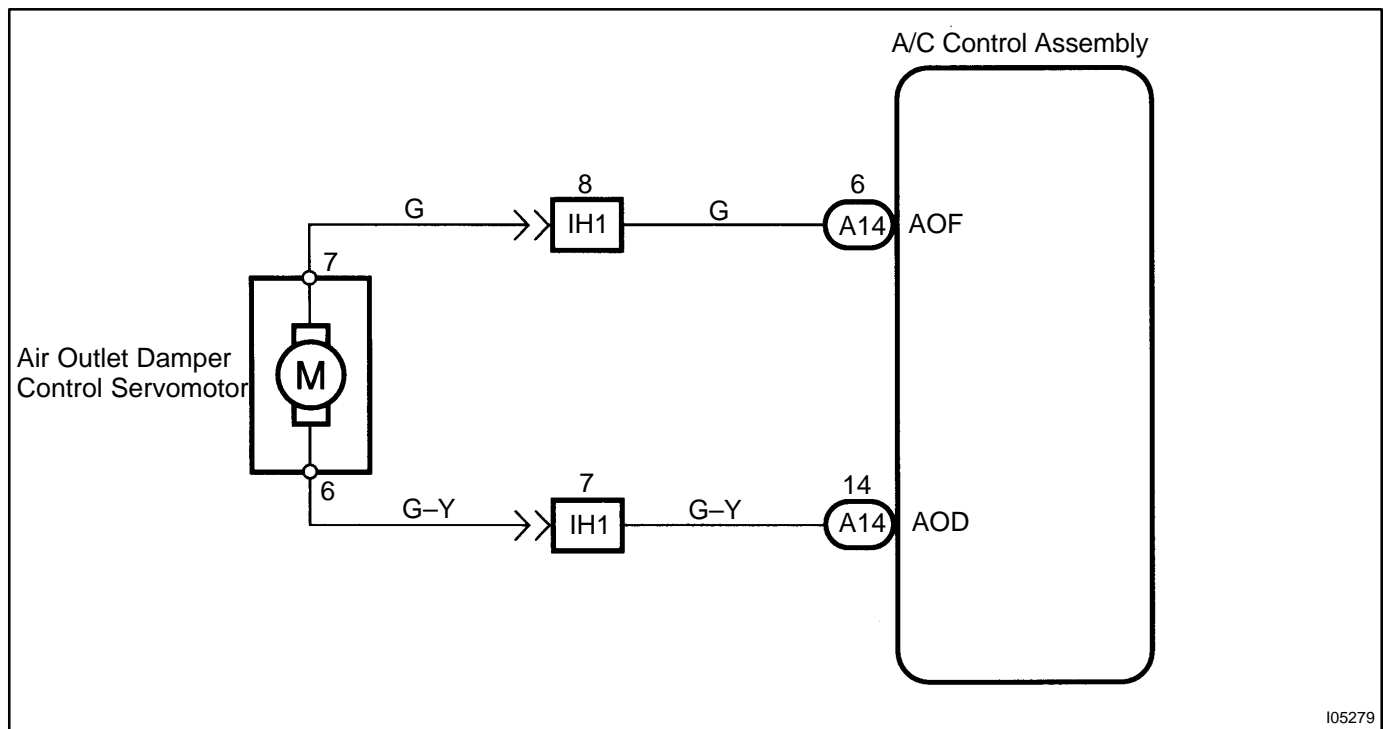 A/C Control Assembly
8
6
G
IH1
G
A14
AOF
7
Air Outlet Damper
Control Servomotor
M
6
7
14
G–Y
IH1
G–Y
A14
AOD
I05279